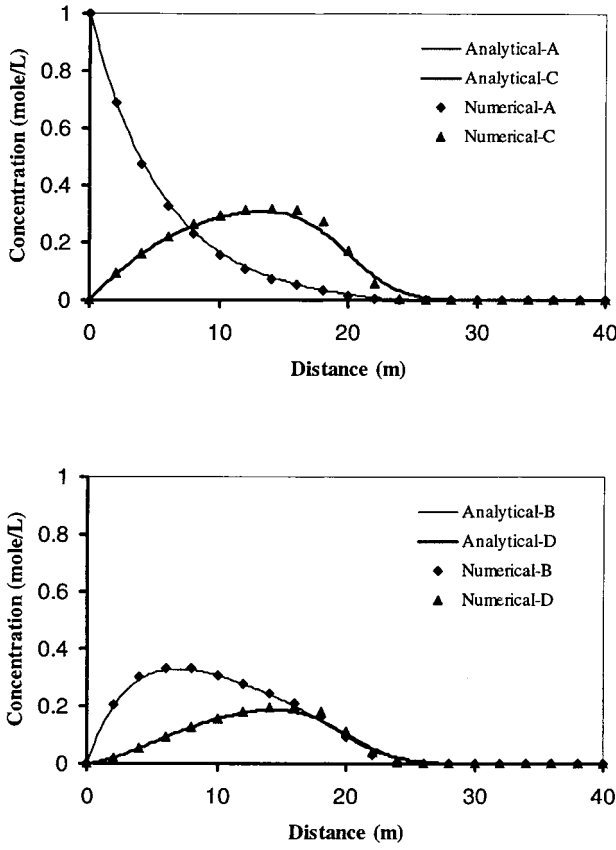 1
0.8
0.6
0.4
0.2
0
Concentration (mole/L)
Analytical-A
Analytical-C
Numerical-A
Numerical-C
0 10 20 30 40
Distance (m)
1
0.8
0.6
0.4
0.2
0
Concentration (mole/L)
Analytical-B
Analytical-D
Numerical-B
Numerical-D
0 10 20 30 40
Distance (m)